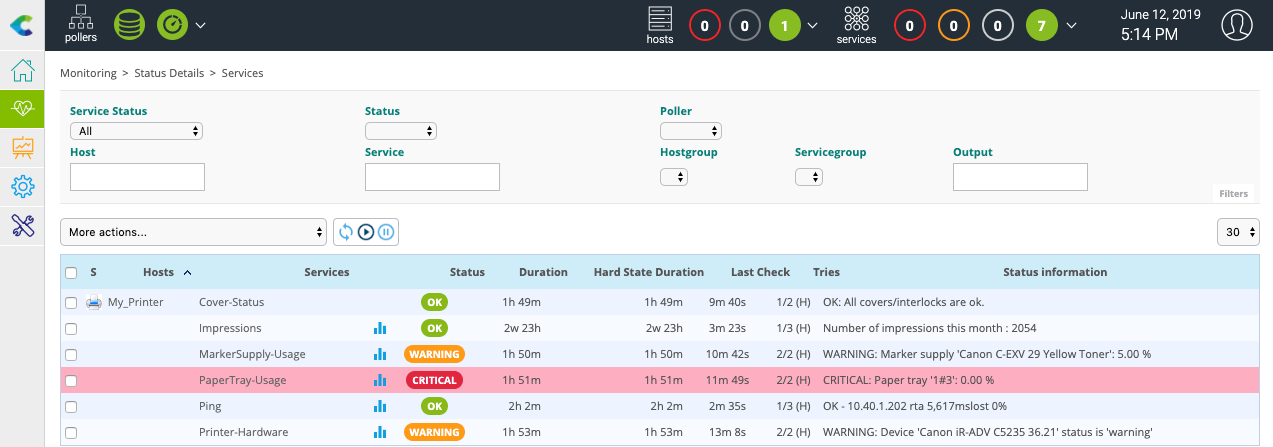 pollers
hosts
0 0 1
services
0 0 0 7
June 12, 2019
5:14 PM
Monitoring > Status Details > Services
Service Status Status Poller
All
Host Service Hostgroup Servicegroup Output
Filters
More actions... 30
S Hosts Services Status Duration Hard State Duration Last Check Tries Status information
My_Printer Cover-Status OK 1h 49m 1h 49m 9m 40s 1/2 (H) OK: All covers/interlocks are ok.
Impressions OK 2w 23h 2w 23h 3m 23s 1/3 (H) Number of impressions this month : 2054
MarkerSupply-Usage WARNING 1h 50m 1h 50m 10m 42s 2/2 (H) WARNING: Marker supply 'Canon C-EXV 29 Yellow Toner': 5.00 %
PaperTray-Usage CRITICAL 1h 51m 1h 51m 11m 49s 2/2 (H) CRITICAL: Paper tray '1#3': 0.00 %
Ping OK 2h 2m 2h 2m 2m 35s 1/3 (H) OK - 10.40.1.202 rta 5,617mslost 0%
Printer-Hardware WARNING 1h 53m 1h 53m 13m 8s 2/2 (H) WARNING: Device 'Canon iR-ADV C5235 36.21' status is 'warning'